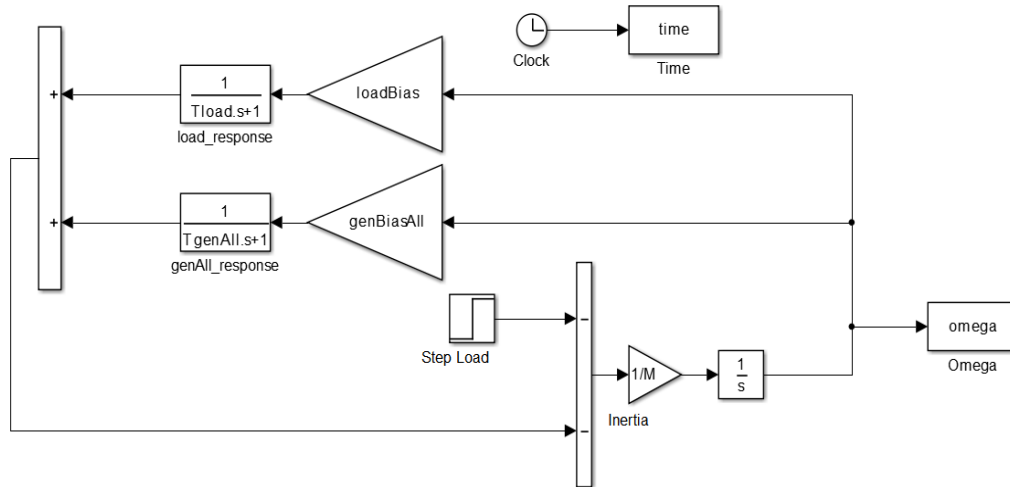 time
Clock
Time
+
1
Tload.s+1
load_response
loadBias
+
1
TgenAll.s+1
genAll_response
genBiasAll
Step Load
-
-
1/M
Inertia
1
s
omega
Omega